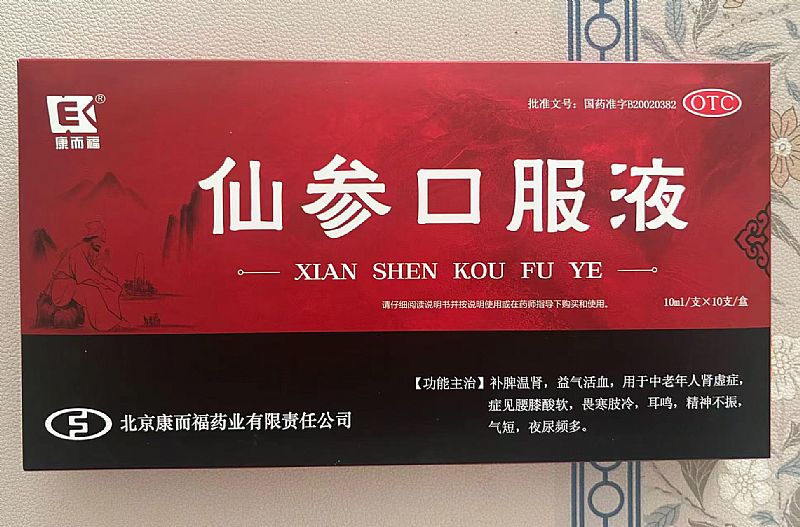 批准文号：国药准字B20020382
OTC
EK®
康而福
仙参口服液
XIAN SHEN KOU FU YE
请仔细阅读说明书并按说明使用或在药师指导下购买和使用。
10ml/支×10支/盒
【功能主治】补脾温肾，益气活血，用于中老年人肾虚症，
症见腰膝酸软，畏寒肢冷，耳鸣，精神不振，
气短，夜尿频多。
北京康而福药业有限责任公司